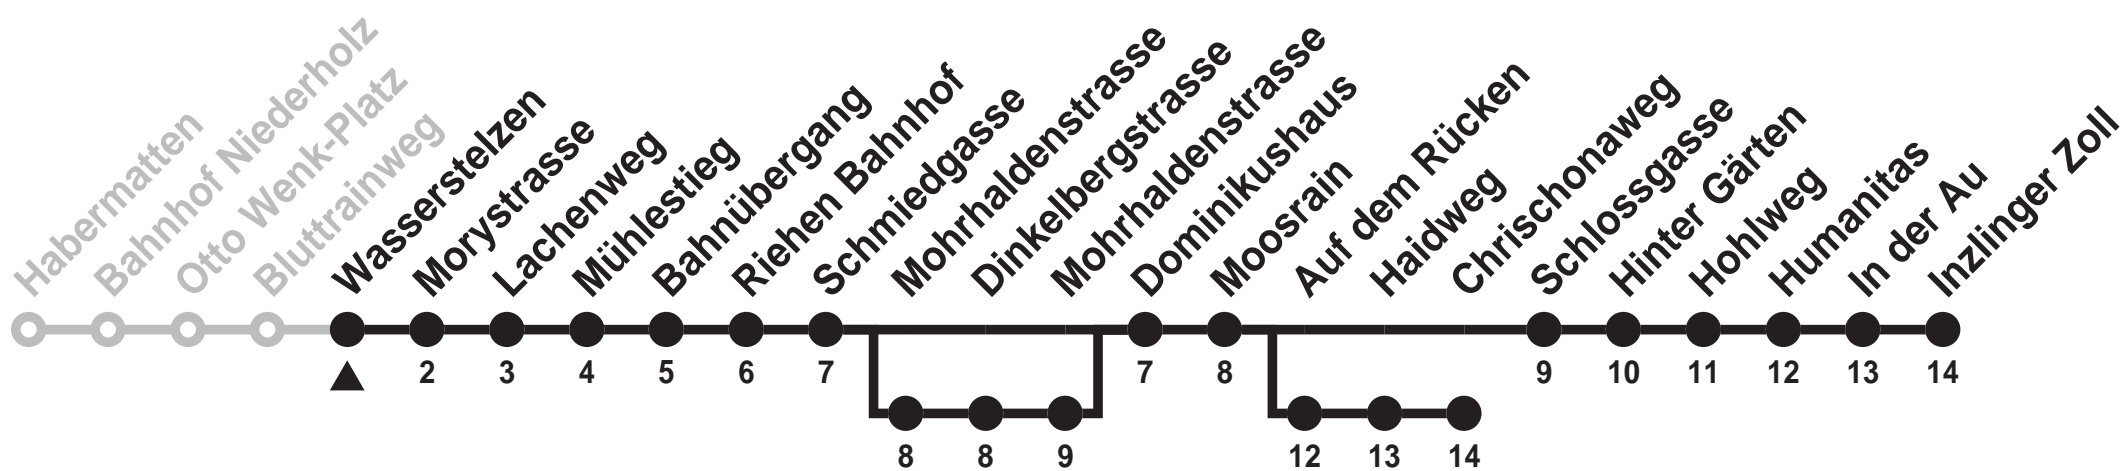 Habermatten
Bahnhof Niederholz
Otto Wenk-Platz
Bluttrainweg
Wasserstelzen
Morystrasse
Lachenweg
Mühlestieg
Bahnübergang
Riehen Bahnhof
Schmiedgasse
Mohrhaldenstrasse
Dinkelbergstrasse
Mohrhaldenstrasse
Dominikushaus
Moosrain
Auf dem Rücken
Haidweg
Chrischonaweg
Schlossgasse
Hinter Gärten
Hohlweg
Humanitas
In der Au
Inzlinger Zoll
2 3 4 5 6 7 7 8 9 10 11 12 13 14
8 8 9 12 13 14